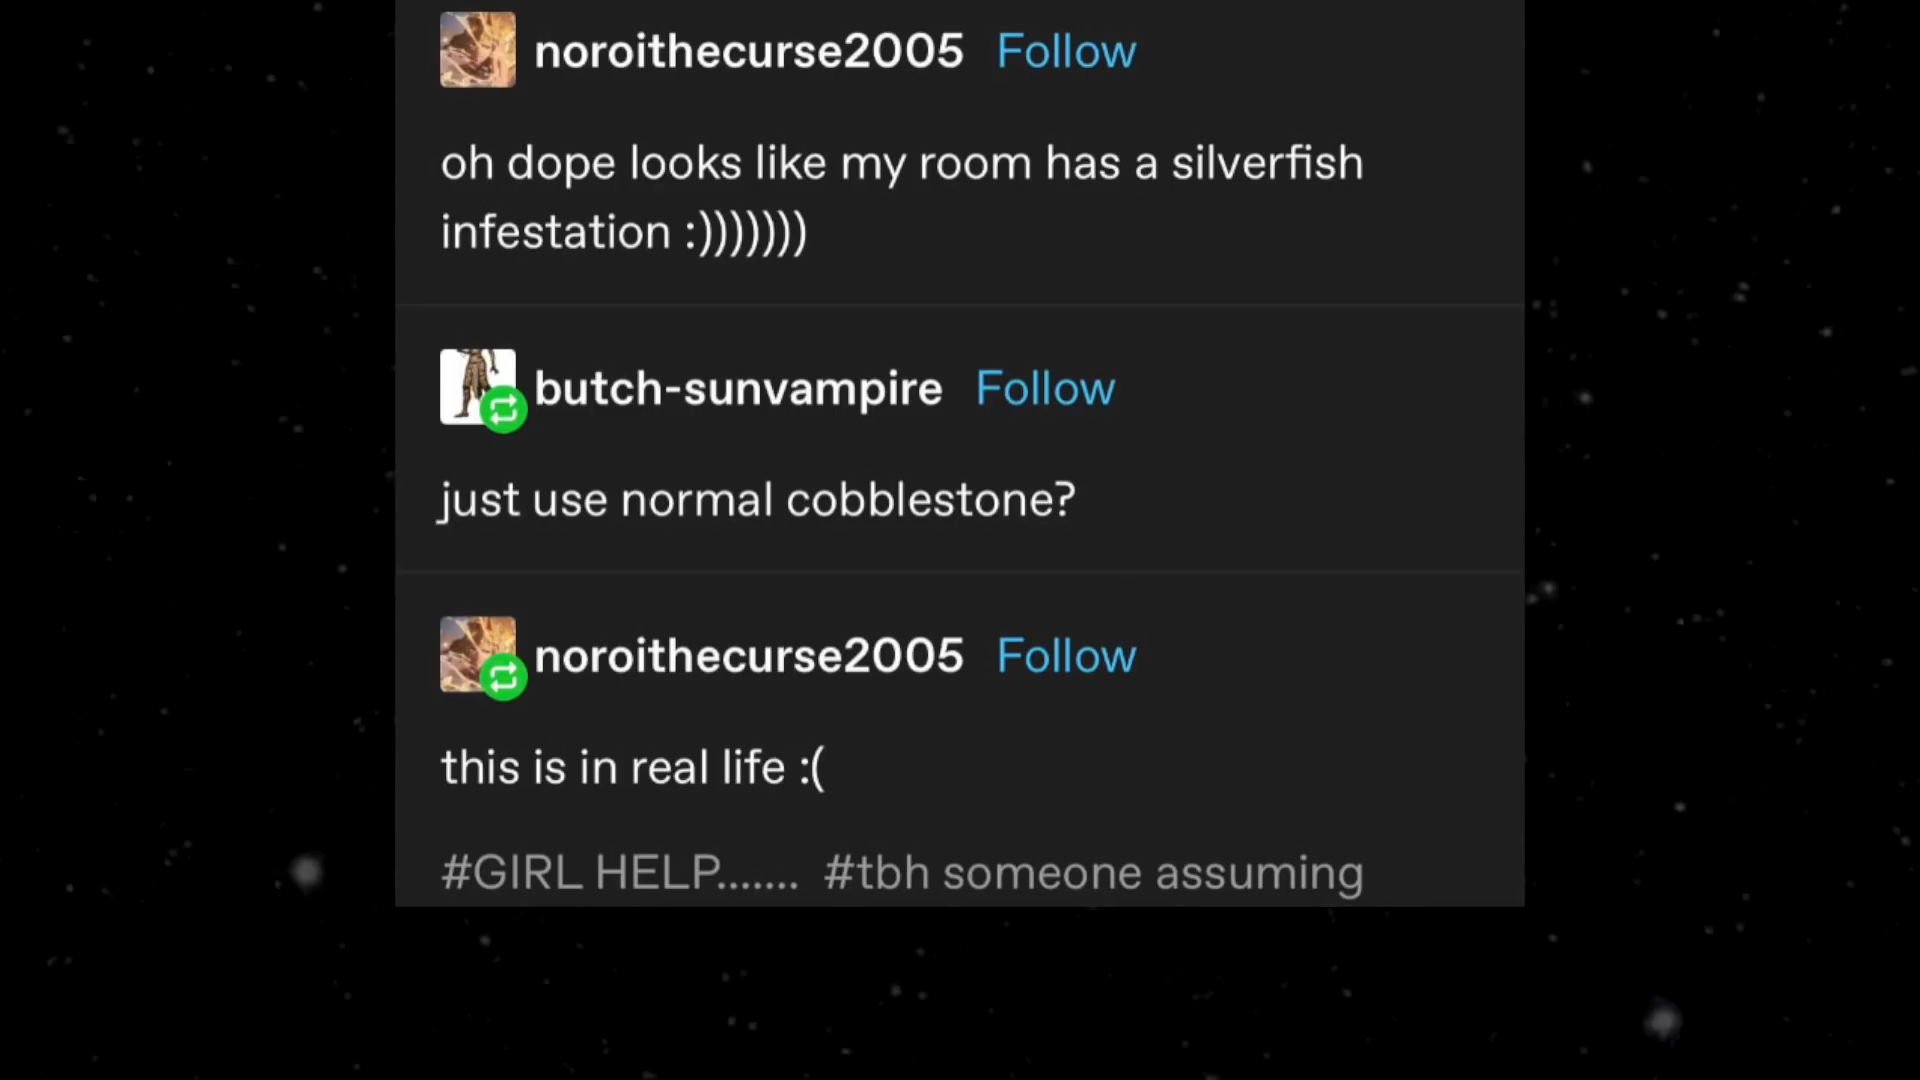 noroithecurse2005 Follow
oh dope looks like my room has a silverfish
infestation :)))))))
butch-sunvampire Follow
just use normal cobblestone?
noroithecurse2005 Follow
this is in real life :(
#GIRL HELP....... #tbh someone assuming